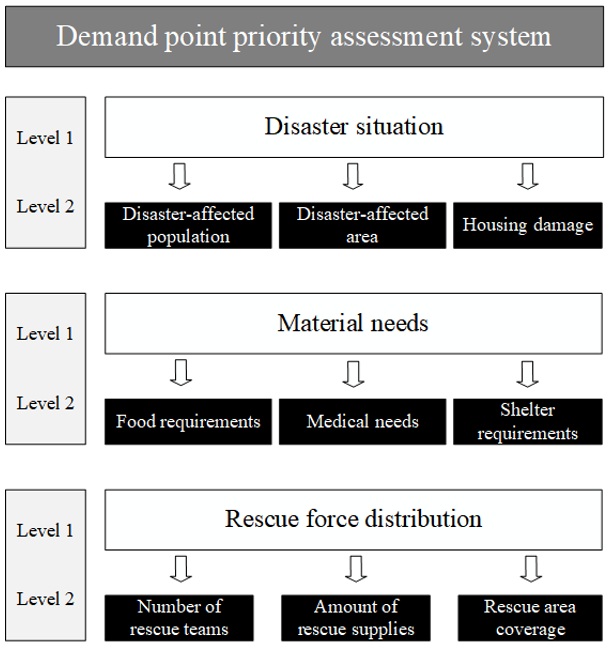 Demand point priority assessment system
Level 1
Disaster situation
Level 2
Disaster-affected
population
Disaster-affected
area
Housing damage
Level 1
Material needs
Level 2
Food requirements
Medical needs
Shelter
requirements
Level 1
Rescue force distribution
Level 2
Number of
rescue teams
Amount of
rescue supplies
Rescue area
coverage